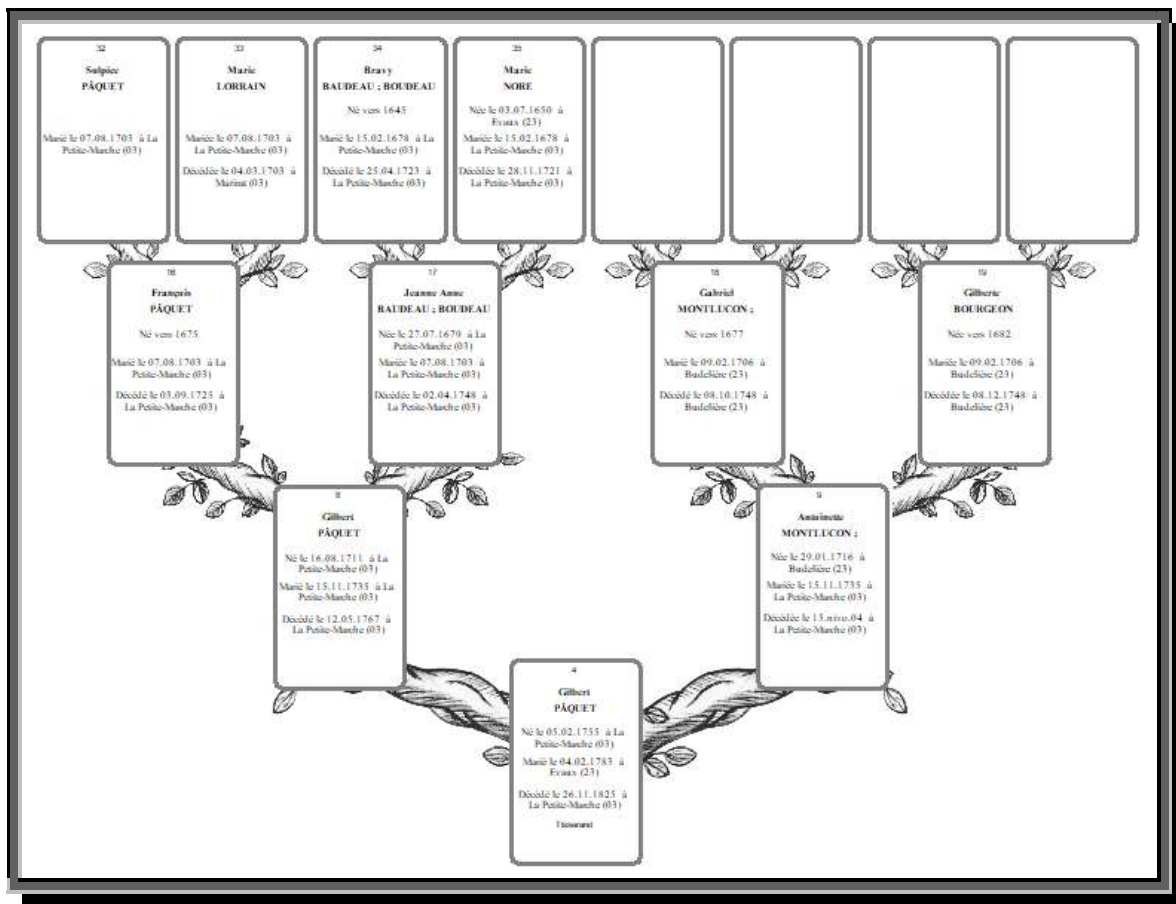 32
Sulpice
PÂQUET
Marié le 07.08.1703 à La
Petite-Marche (03)
33
Marie
LORRAIN
Mariée le 07.08.1703 à
La Petite-Marche (03)
Décédée le 04.03.1703 à
(03)
34
Bravy
BAUDEAU ; BOUDEAU
Né vers 1645
Marié le 15.02.1678 à La
Petite-Marche (03)
Décédé le 25.04.1723 à
La Petite-Marche (03)
35
Marie
NORE
Née le 03.07.1650 à
Evaux (23)
Mariée le 15.02.1678 à
La Petite-Marche (03)
Décédée le 28.11.1721 à
La Petite-Marche (03)
16
François
PÂQUET
Né vers 1675
Marié le 07.08.1703 à La
Petite-Marche (03)
Décédé le 03.09.1723 à
La Petite-Marche (03)
17
Jeanne Anne
BAUDEAU ; BOUDEAU
Née le 27.07.1679 à La
Petite-Marche (03)
Mariée le 07.08.1703 à
La Petite-Marche (03)
Décédée le 02.04.1748 à
La Petite-Marche (03)
18
Gabriel
MONTLUCON ;
Né vers 1677
Marié le 09.02.1706 à
Budelière (23)
Décédé le 08.10.1748 à
Budelière (23)
19
Gilberte
BOURGEON
Née vers 1682
Mariée le 09.02.1706 à
Budelière (23)
Décédée le 08.12.1748 à
Budelière (23)
8
Gilbert
PÂQUET
Né le 16.08.1711 à La
Petite-Marche (03)
Marié le 15.11.1735 à La
Petite-Marche (03)
Décédé le 12.05.1767 à
La Petite-Marche (03)
9
Antoinette
MONTLUCON ;
Née le 29.01.1716 à
Budelière (23)
Mariée le 15.11.1735 à
La Petite-Marche (03)
Décédée le 15.nivo.04 à
La Petite-Marche (03)
4
Gilbert
PÂQUET
Né le 05.02.1755 à La
Petite-Marche (03)
Marié le 04.02.1783 à
Evaux (23)
Décédé le 26.11.1825 à
La Petite-Marche (03)
Tisserand